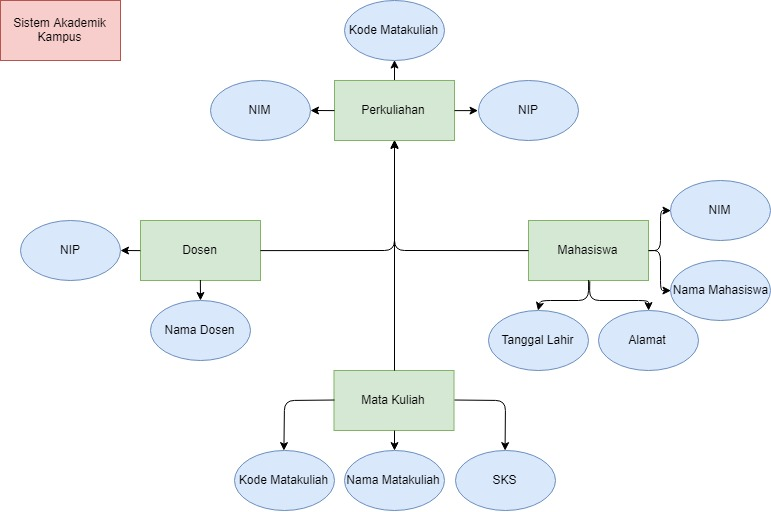 Sistem Akademik
Kampus
Kode Matakuliah
NIM
Perkuliahan
NIP
NIM
NIP
Dosen
Mahasiswa
Nama Mahasiswa
Nama Dosen
Tanggal Lahir
Alamat
Mata Kuliah
Kode Matakuliah
Nama Matakuliah
SKS